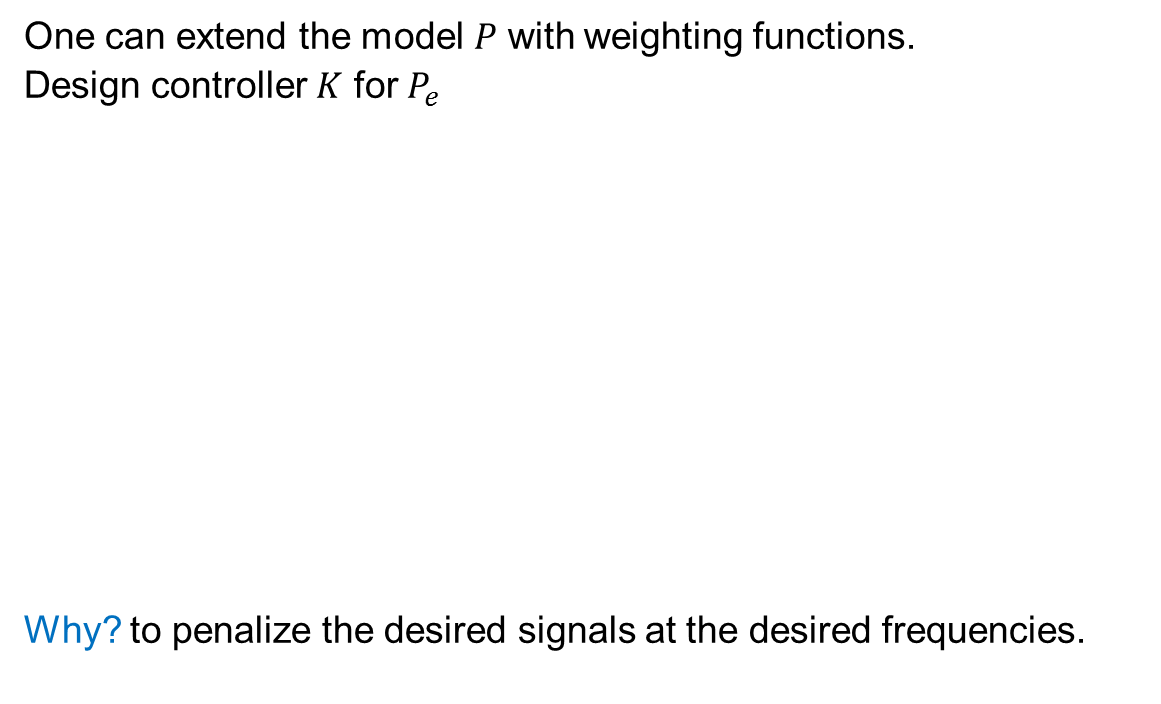 One can extend the model P with weighting functions.
Design controller K for Pₑ
Why? to penalize the desired signals at the desired frequencies.